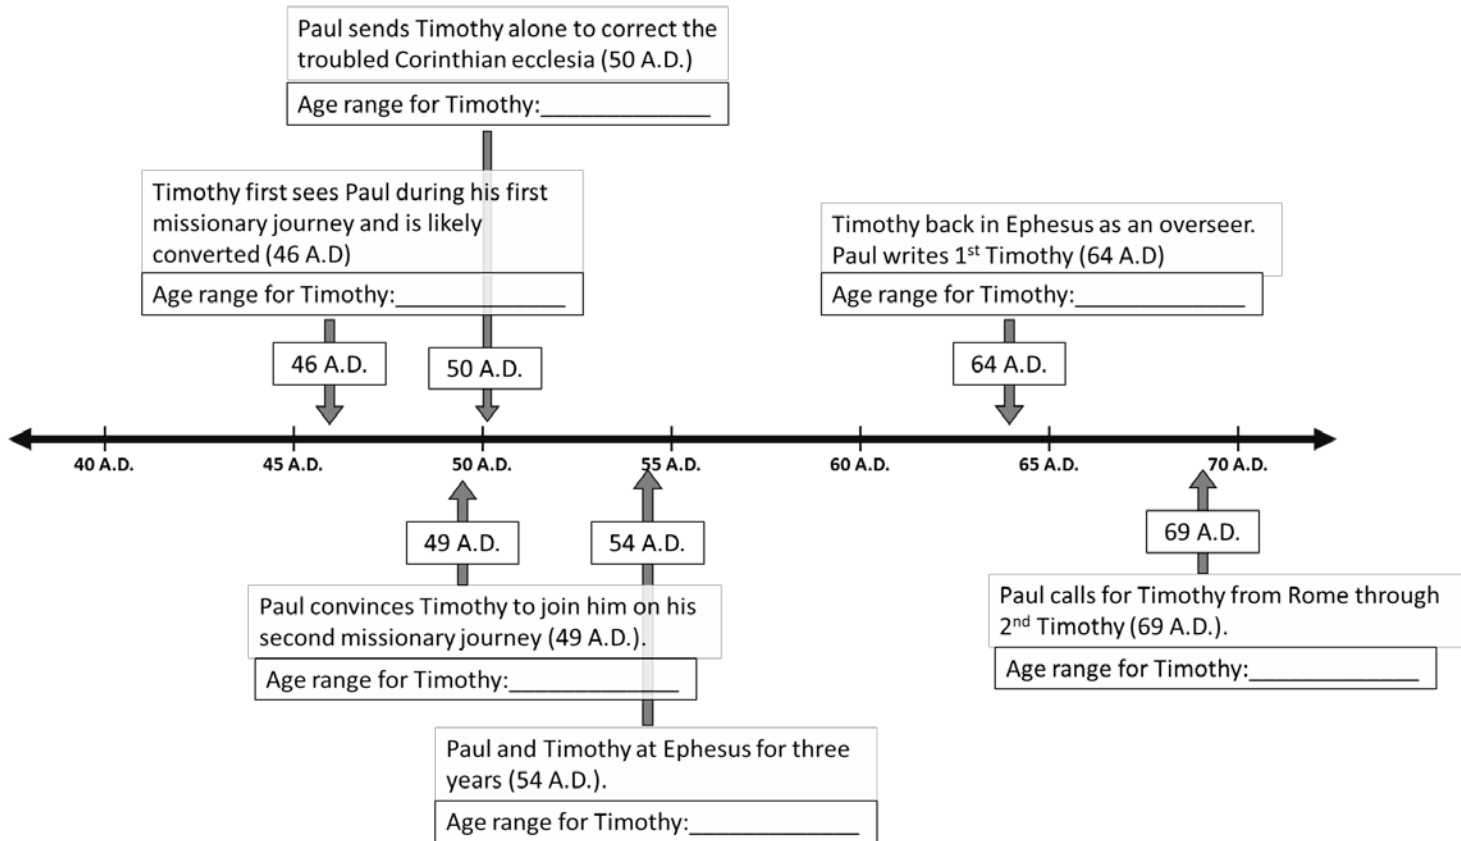 Paul sends Timothy alone to correct the
troubled Corinthian ecclesia (50 A.D.)
Age range for Timothy:_____________
Timothy first sees Paul during his first
missionary journey and is likely
converted (46 A.D)
Age range for Timothy:_____________
Timothy back in Ephesus as an overseer.
Paul writes 1st Timothy (64 A.D)
Age range for Timothy:_____________
46 A.D.
50 A.D.
64 A.D.
40 A.D.
45 A.D.
50 A.D.
55 A.D.
60 A.D.
65 A.D.
70 A.D.
49 A.D.
54 A.D.
69 A.D.
Paul convinces Timothy to join him on his
second missionary journey (49 A.D.).
Age range for Timothy:_____________
Paul calls for Timothy from Rome through
2nd Timothy (69 A.D.).
Age range for Timothy:_____________
Paul and Timothy at Ephesus for three
years (54 A.D.).
Age range for Timothy:_____________